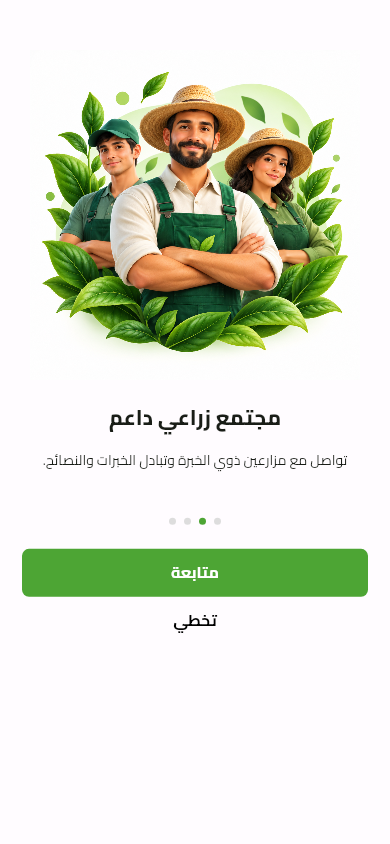 مجتمع زراعي داعم
تواصل مع مزارعين ذوي الخبرة وتبادل الخبرات والنصائح.
متابعة
تخطي